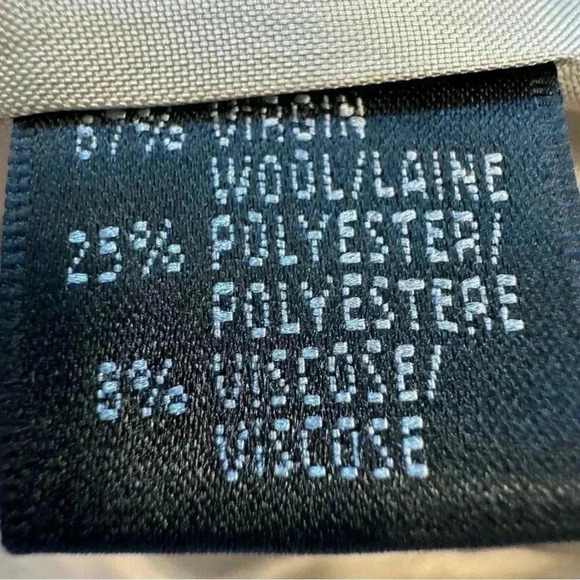 67% VIRGIN
WOOL/LAINE
25% POLYESTER/
POLYESTERE
8% VISCOSE/
VISCOSE